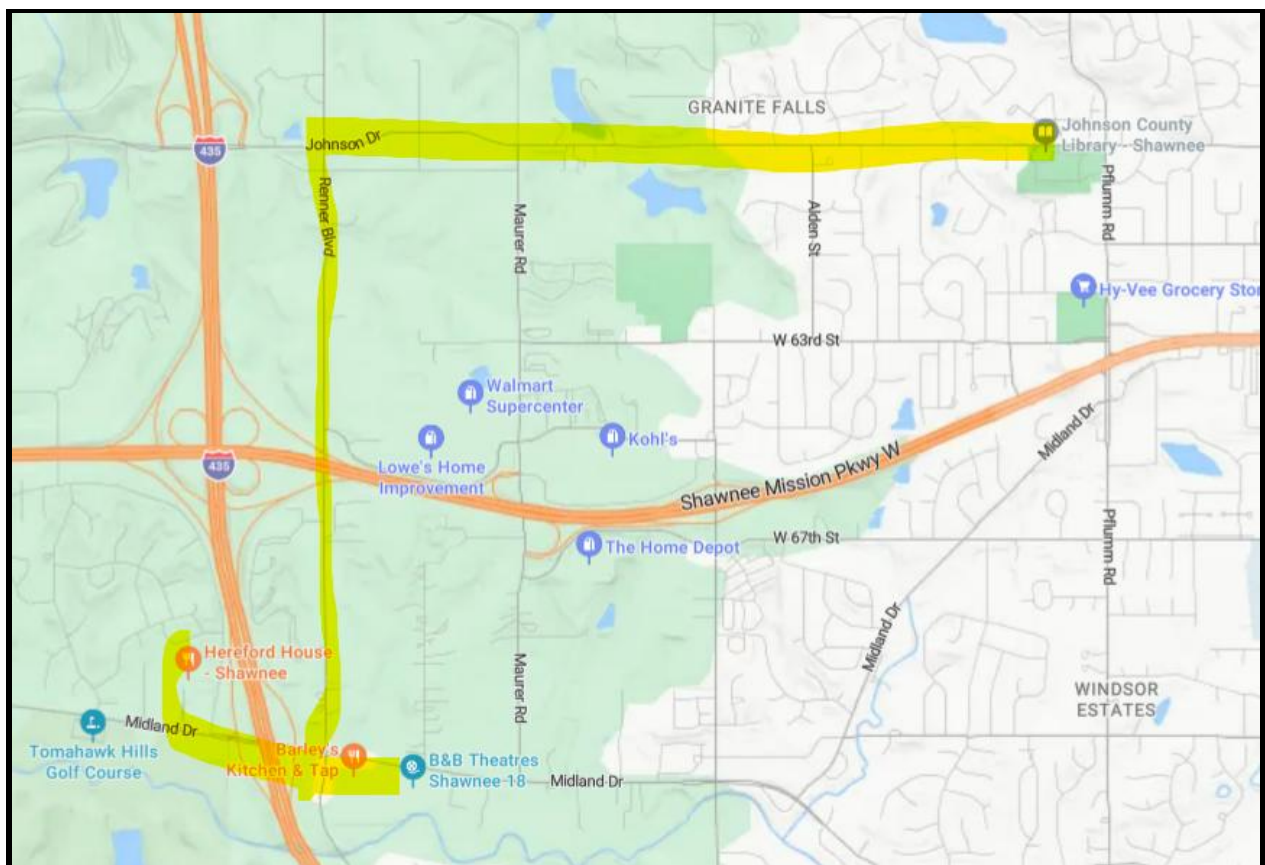 GRANITE FALLS
Johnson County
Library - Shawnee
Johnson Dr
435
Renner Blvd
Maurer Rd
Alden St
Pflumm Rd
Hy-Vee Grocery Stor
W 63rd St
Walmart
Supercenter
Midland Dr
Kohl's
435
Lowe's Home
Improvement
Shawnee Mission Pkwy W
W 67th St
The Home Depot
Pflumm Rd
Midland Dr
Hereford House
- Shawnee
Maurer Rd
WINDSOR
ESTATES
Midland Dr
Tomahawk Hills
Golf Course
Barley's
Kitchen & Tap
B&B Theatres
Shawnee 18
Midland Dr